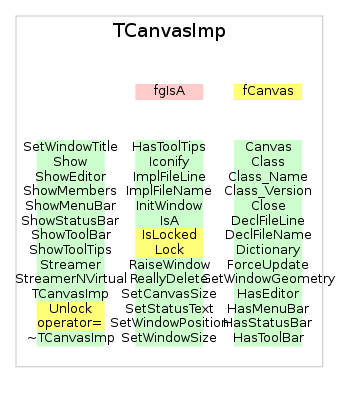 TCanvasImp
fgIsA fCanvas
SetWindowTitle HasToolTips Canvas
Show Iconify Class
ShowEditor ImplFileLine Class_Name
ShowMembers ImplFileName Class_Version
ShowMenuBar InitWindow Close
ShowStatusBar IsA DeclFileLine
ShowToolBar IsLocked DeclFileName
ShowToolTips Lock Dictionary
Streamer RaiseWindow ForceUpdate
StreamerNVirtual ReallyDelete SetWindowGeometry
TCanvasImp SetCanvasSize HasEditor
Unlock SetStatusText HasMenuBar
operator= SetWindowPosition HasStatusBar
~TCanvasImp SetWindowSize HasToolBar